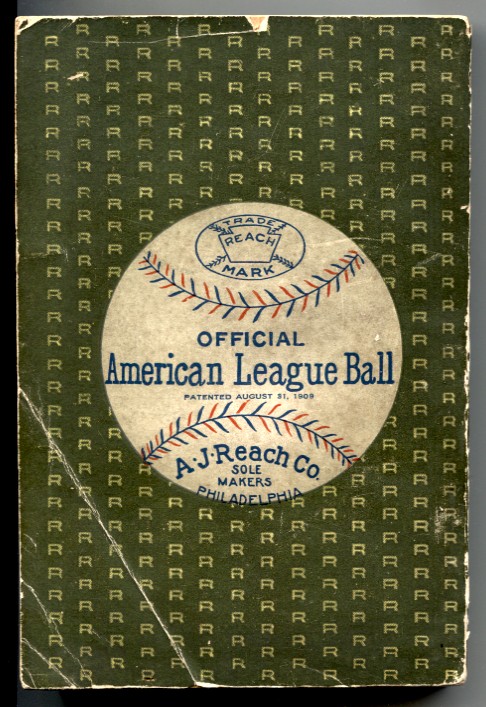 TRADE
REACH
MARK
OFFICIAL
American League Ball
PATENTED AUGUST 31, 1909
A.J. Reach Co.
SOLE
MAKERS
PHILADELPHIA